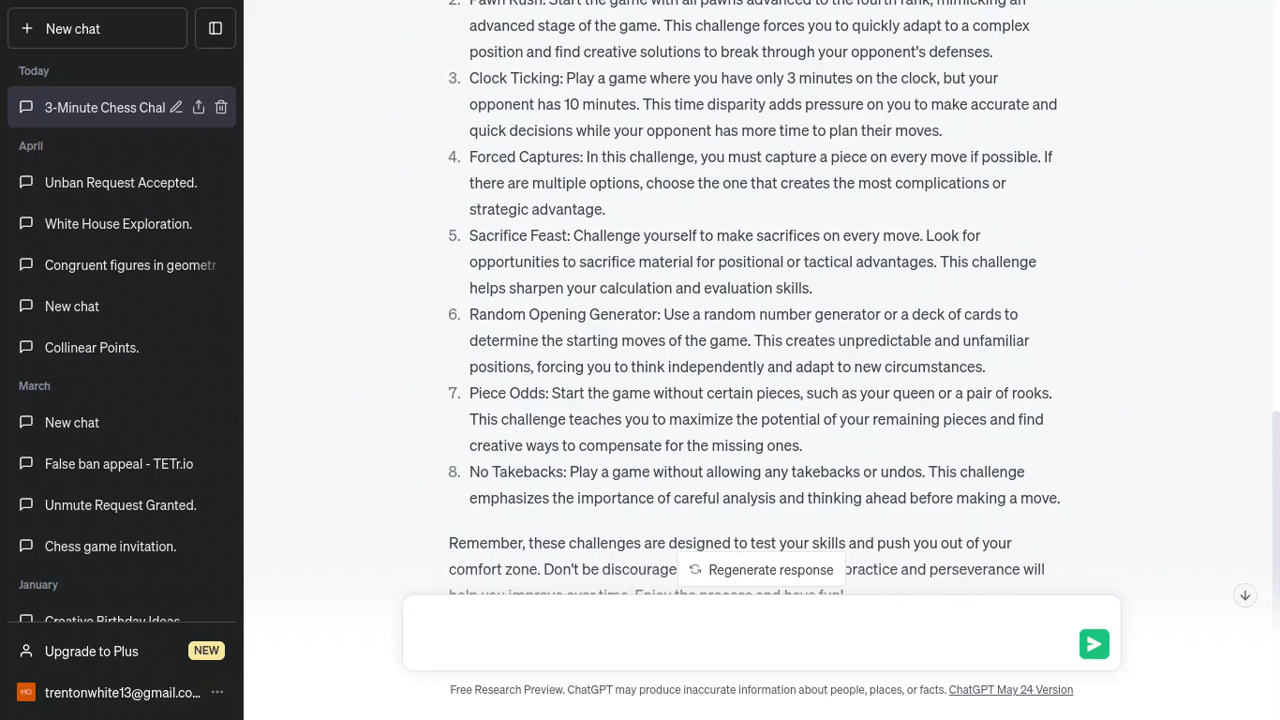 New chat
Today
3-Minute Chess Chal
April
Unban Request Accepted.
White House Exploration.
Congruent figures in geometr
New chat
Collinear Points.
March
New chat
False ban appeal - TETr.io
Unmute Request Granted.
Chess game invitation.
January
Creative Birthday Ideas
Upgrade to Plus NEW
MO trentonwhite13@gmail.co...
2. Pawn Rush: Start the game with all pawns advanced to the fourth rank, mimicking an
advanced stage of the game. This challenge forces you to quickly adapt to a complex
position and find creative solutions to break through your opponent's defenses.
3. Clock Ticking: Play a game where you have only 3 minutes on the clock, but your
opponent has 10 minutes. This time disparity adds pressure on you to make accurate and
quick decisions while your opponent has more time to plan their moves.
4. Forced Captures: In this challenge, you must capture a piece on every move if possible. If
there are multiple options, choose the one that creates the most complications or
strategic advantage.
5. Sacrifice Feast: Challenge yourself to make sacrifices on every move. Look for
opportunities to sacrifice material for positional or tactical advantages. This challenge
helps sharpen your calculation and evaluation skills.
6. Random Opening Generator: Use a random number generator or a deck of cards to
determine the starting moves of the game. This creates unpredictable and unfamiliar
positions, forcing you to think independently and adapt to new circumstances.
7. Piece Odds: Start the game without certain pieces, such as your queen or a pair of rooks.
This challenge teaches you to maximize the potential of your remaining pieces and find
creative ways to compensate for the missing ones.
8. No Takebacks: Play a game without allowing any takebacks or undos. This challenge
emphasizes the importance of careful analysis and thinking ahead before making a move.
Remember, these challenges are designed to test your skills and push you out of your
comfort zone. Don't be discourage practice and perseverance will
help you improve over time. Enjoy the process and have fun!
Regenerate response
Free Research Preview. ChatGPT may produce inaccurate information about people, places, or facts. ChatGPT May 24 Version